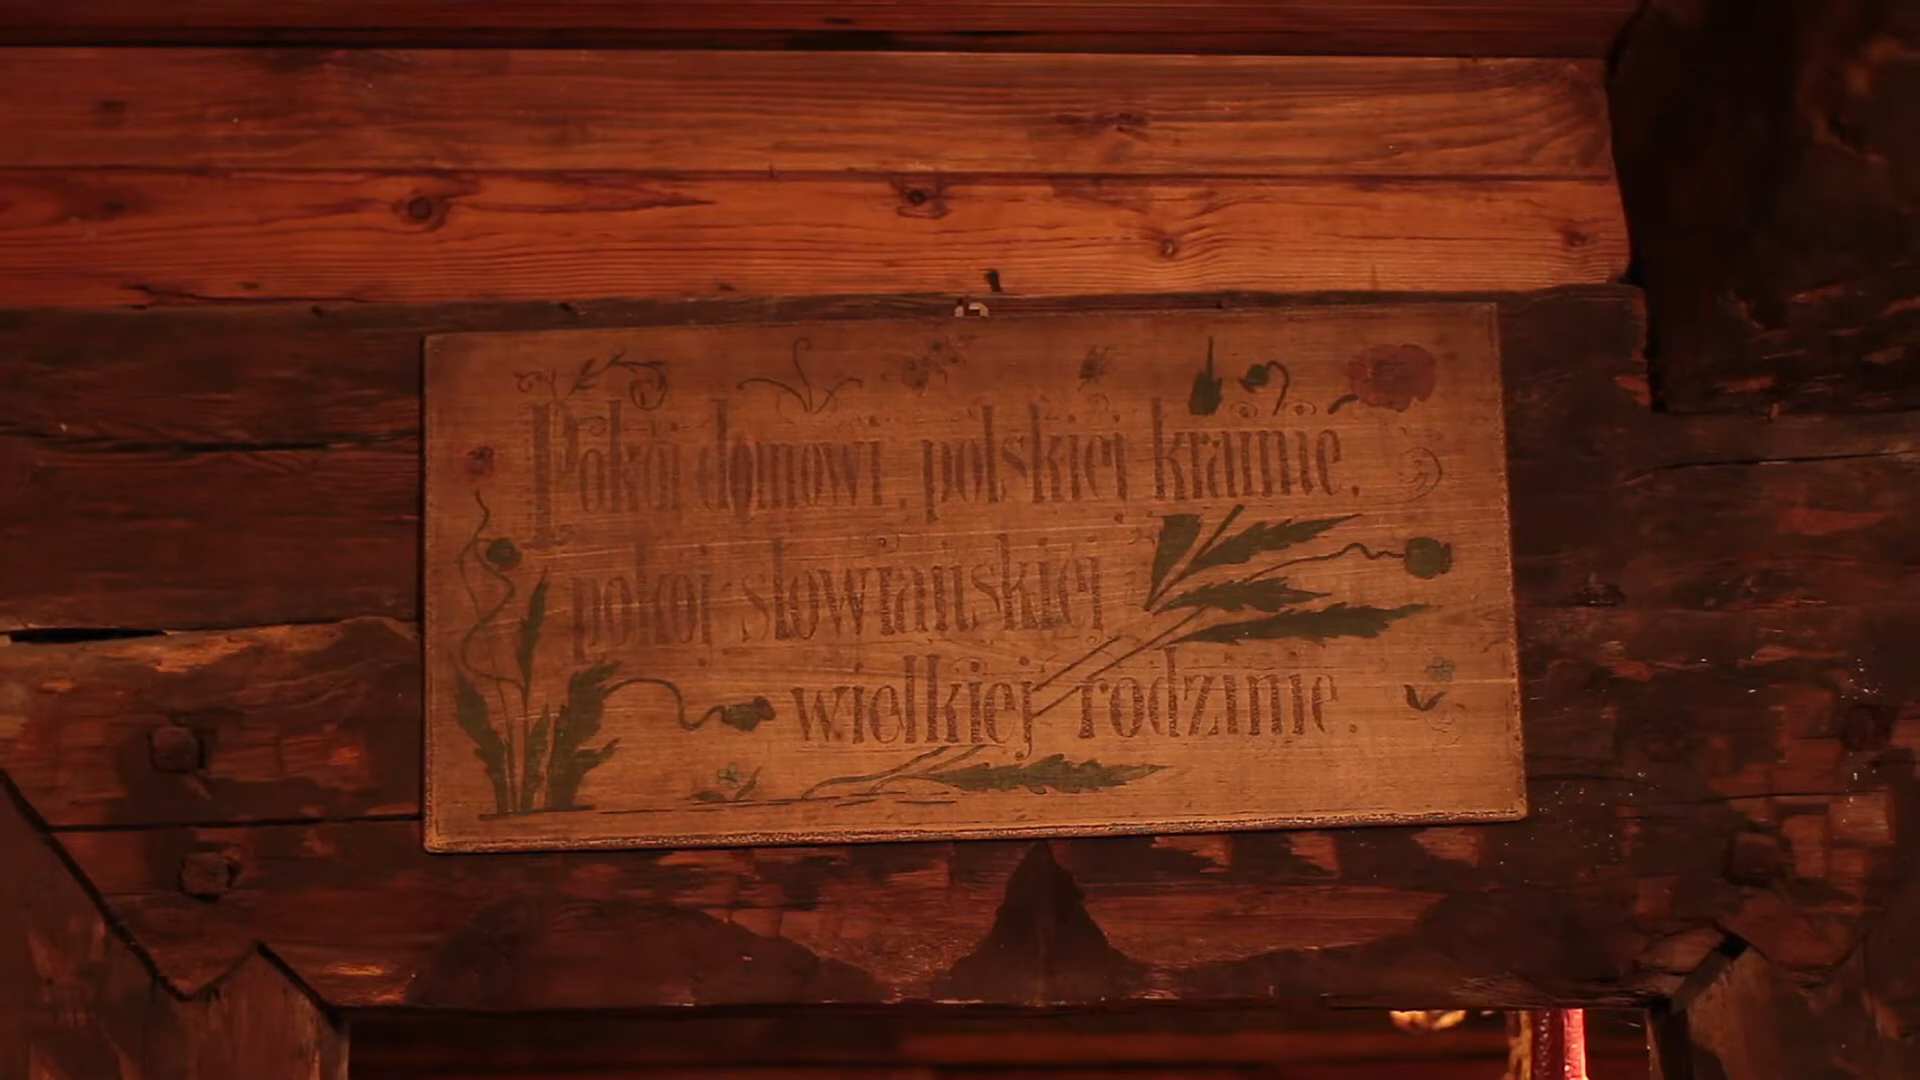 Pokój domowi, polskiej krainie,
pokój słowiańskiej
wielkiej rodzinie.